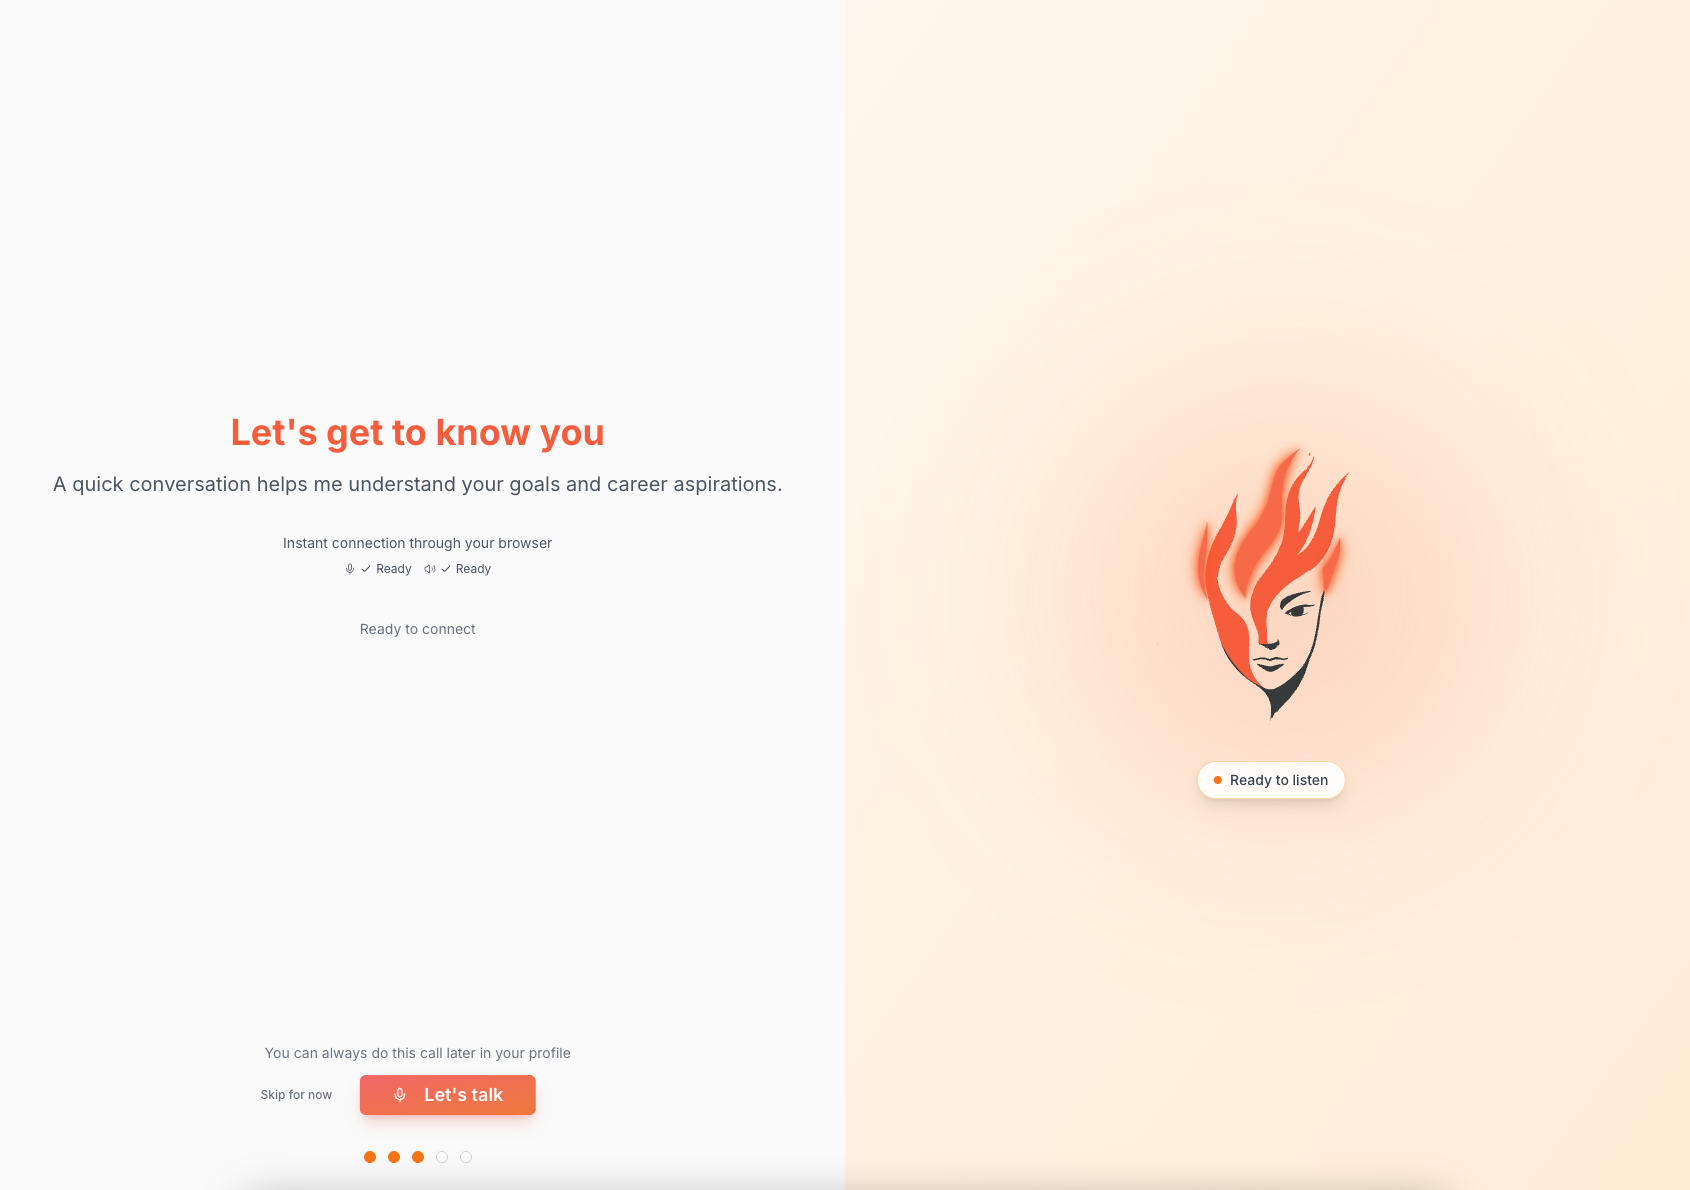 Let's get to know you
A quick conversation helps me understand your goals and career aspirations.
Instant connection through your browser
Ready Ready
Ready to connect
You can always do this call later in your profile
Skip for now Let's talk
Ready to listen